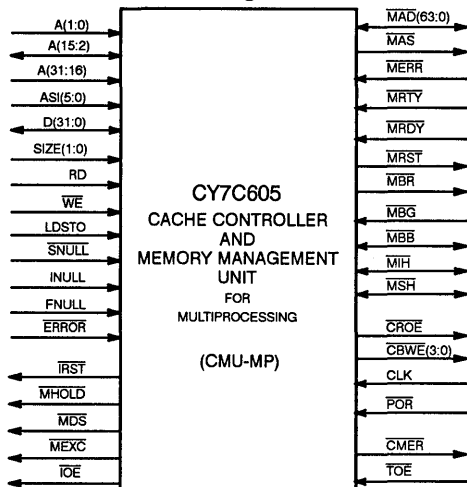 A(1:0)
A(15:2)
A(31:16)
ASI(5:0)
D(31:0)
SIZE(1:0)
RD
WE
LDSTO
SNULL
INULL
FNULL
ERROR
IRST
MHOLD
MDS
MEXC
IOE
CY7C605
CACHE CONTROLLER
AND
MEMORY MANAGEMENT
UNIT
FOR
MULTIPROCESSING
(CMU-MP)
MAD(63:0)
MAS
MERR
MRTY
MRDY
MRST
MBR
MBG
MBB
MIH
MSH
CROE
CBWE(3:0)
CLK
POR
CMER
TOE